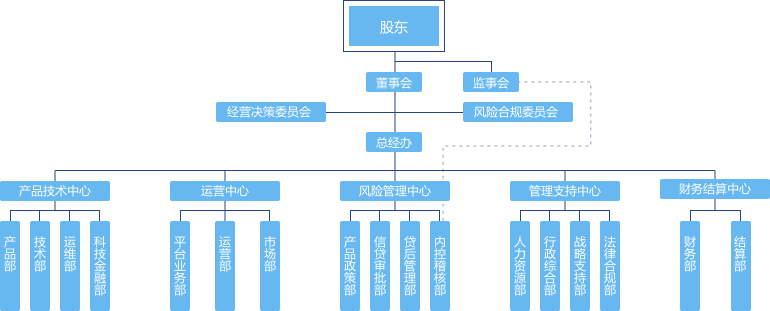 股东
董事会
监事会
经营决策委员会
风险合规委员会
总经办
产品技术中心
运营中心
风险管理中心
管理支持中心
财务结算中心
产品部
技术部
运维部
科技金融部
平台业务部
运营部
市场部
产品政策部
信贷审批部
贷后管理部
内控稽核部
人力资源部
行政综合部
战略支持部
法律合规部
财务部
结算部